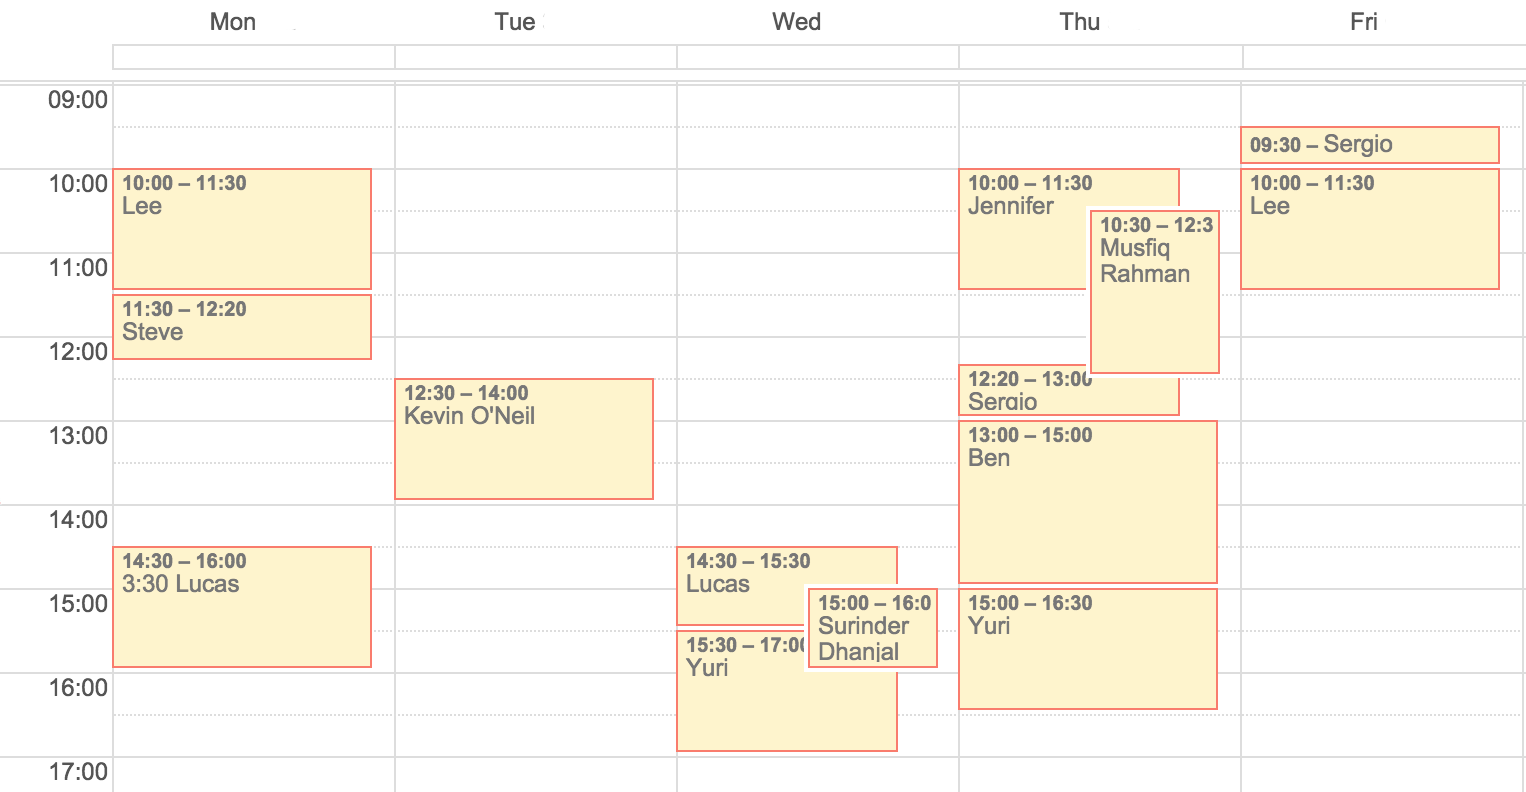 Mon Tue Wed Thu Fri
09:00
09:30 – Sergio
10:00
10:00 – 11:30
Lee
10:00 – 11:30
Jennifer
10:00 – 11:30
Lee
10:30 – 12:3
Musfiq
Rahman
11:00
11:30 – 12:20
Steve
12:00
12:20 – 13:00
Sergio
12:30 – 14:00
Kevin O'Neil
13:00
13:00 – 15:00
Ben
14:00
14:30 – 16:00
3:30 Lucas
14:30 – 15:30
Lucas
15:00
15:00 – 16:0
Surinder
Dhanjal
15:00 – 16:30
Yuri
15:30 – 17:00
Yuri
16:00
17:00